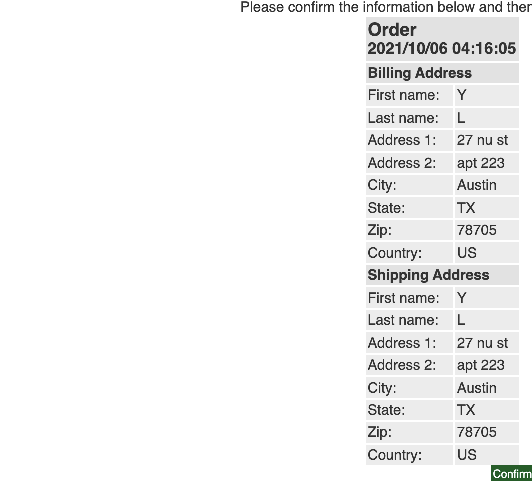 Please confirm the information below and then
Order
2021/10/06 04:16:05
Billing Address
First name: Y
Last name: L
Address 1: 27 nu st
Address 2: apt 223
City: Austin
State: TX
Zip: 78705
Country: US
Shipping Address
First name: Y
Last name: L
Address 1: 27 nu st
Address 2: apt 223
City: Austin
State: TX
Zip: 78705
Country: US
Confirm